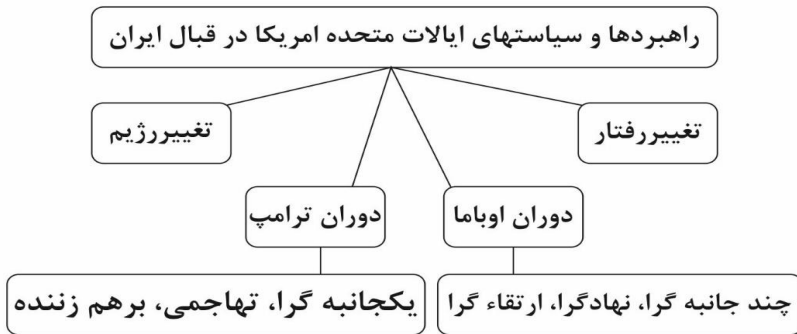 راهبردها و سیاستهای ایالات متحده امریکا در قبال ایران
تغییررفتار
تغییررژیم
دوران اوباما
دوران ترامپ
چند جانبه گرا، نهادگرا، ارتقاء گرا
یکجانبه گرا، تهاجمی، برهم زننده